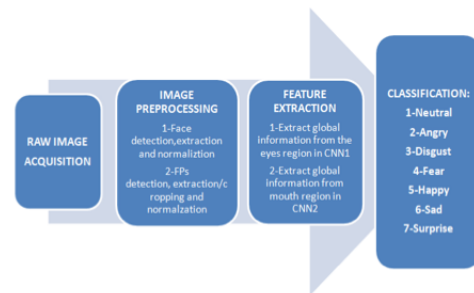 RAW IMAGE
ACQUISITION
IMAGE
PREPROCESSING
1-Face
detection,extraction
and normaliztion
2-FPs
detection, extraction/c
ropping and
normalzation
FEATURE
EXTRACTION
1-Extract global
information from the
eyes region in CNN1
2-Extract global
information from
mouth region in
CNN2
CLASSIFICATION:
1-Neutral
2-Angry
3-Disgust
4-Fear
5-Happy
6-Sad
7-Surprise